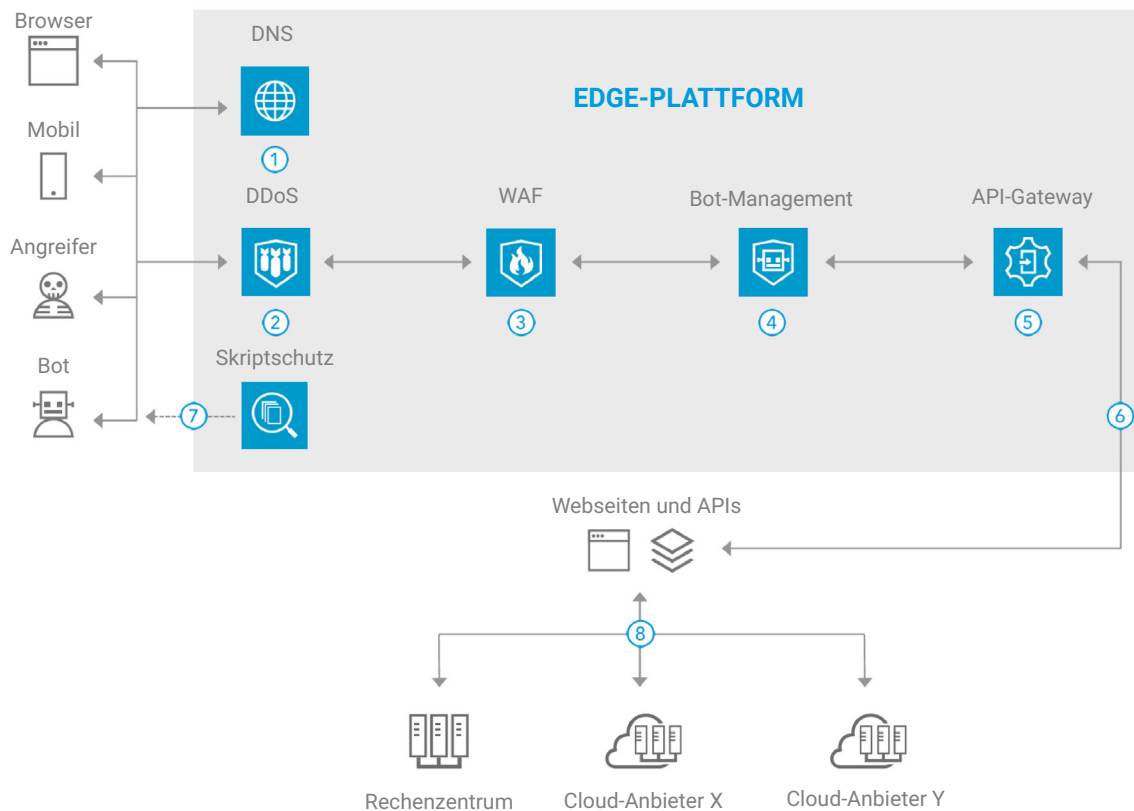 Browser
DNS
EDGE-PLATTFORM
Mobil
1
DDoS
WAF
Bot-Management
API-Gateway
Angreifer
2
3
4
5
Bot
Skriptschutz
7
6
Webseiten und APIs
8
Rechenzentrum
Cloud-Anbieter X
Cloud-Anbieter Y